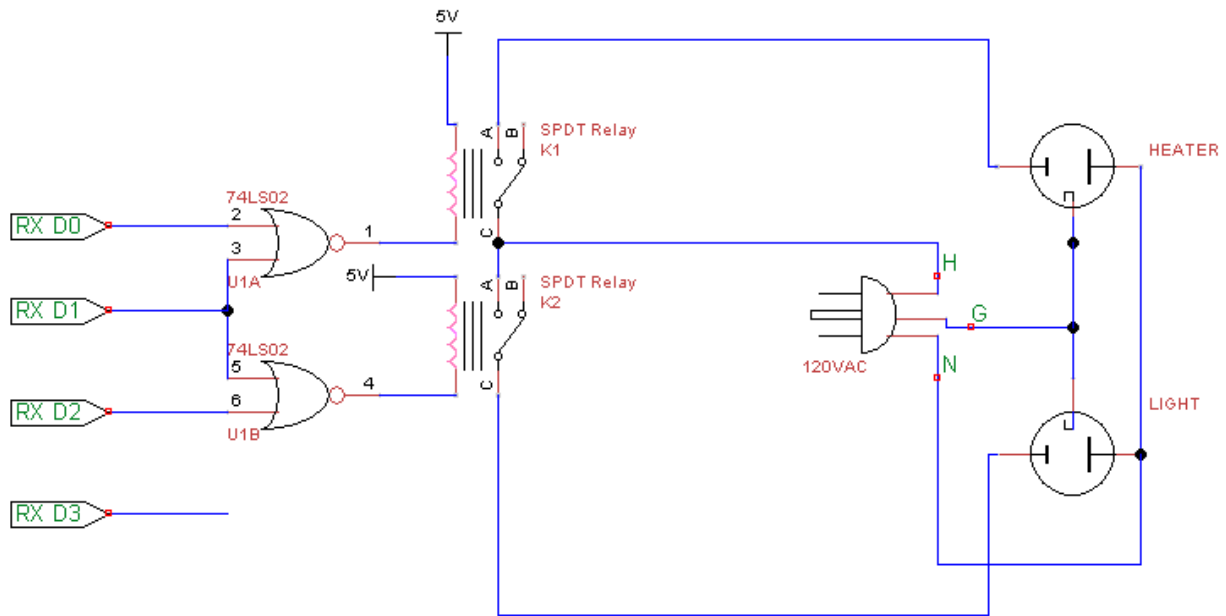 5V
A B SPDT Relay
K1
C
HEATER
74LS02
RX D0
2
3
1
U1A
5V
A B SPDT Relay
K2
C
H
G
N
120VAC
RX D1
74LS02
5
6
4
U1B
RX D2
LIGHT
RX D3